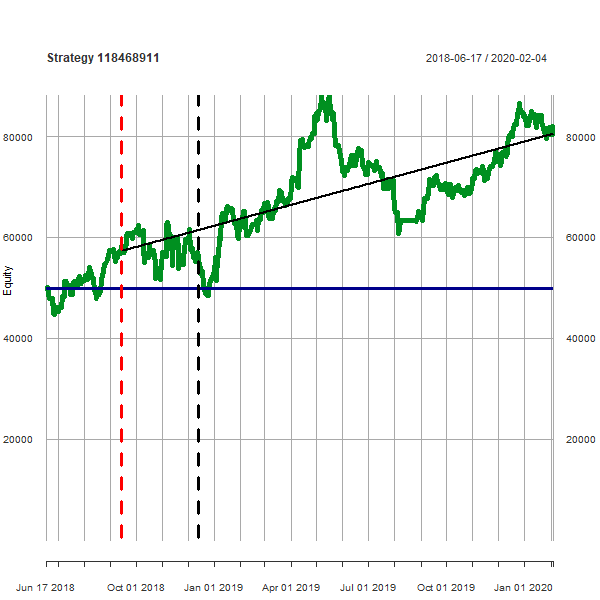 Strategy 118468911
2018-06-17 / 2020-02-04
80000 80000
60000 60000
40000 40000
20000 20000
Equity
Jun 17 2018 Oct 01 2018 Jan 01 2019 Apr 01 2019 Jul 01 2019 Oct 01 2019 Jan 01 2020